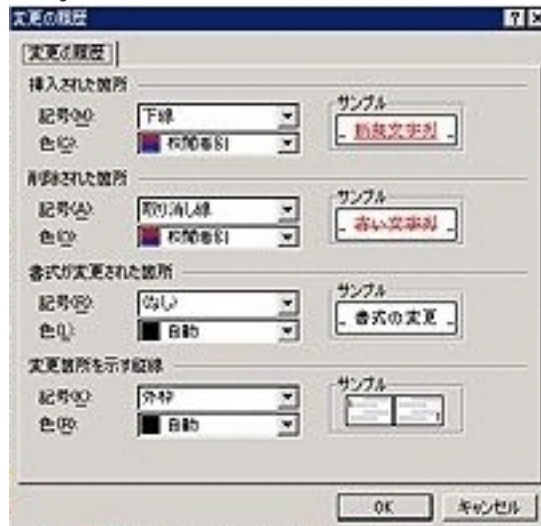 変更の履歴
変更の履歴
挿入された箇所
記号(M): 下線
色(C): 校閲者別
サンプル
新規文字列
削除された箇所
記号(A): 取り消し線
色(O): 校閲者別
サンプル
古い文字列
書式が変更された箇所
記号(R): (なし)
色(L): 自動
サンプル
書式の変更
変更箇所を示す縦線
記号(K): 外枠
色(R): 自動
サンプル
OK キャンセル